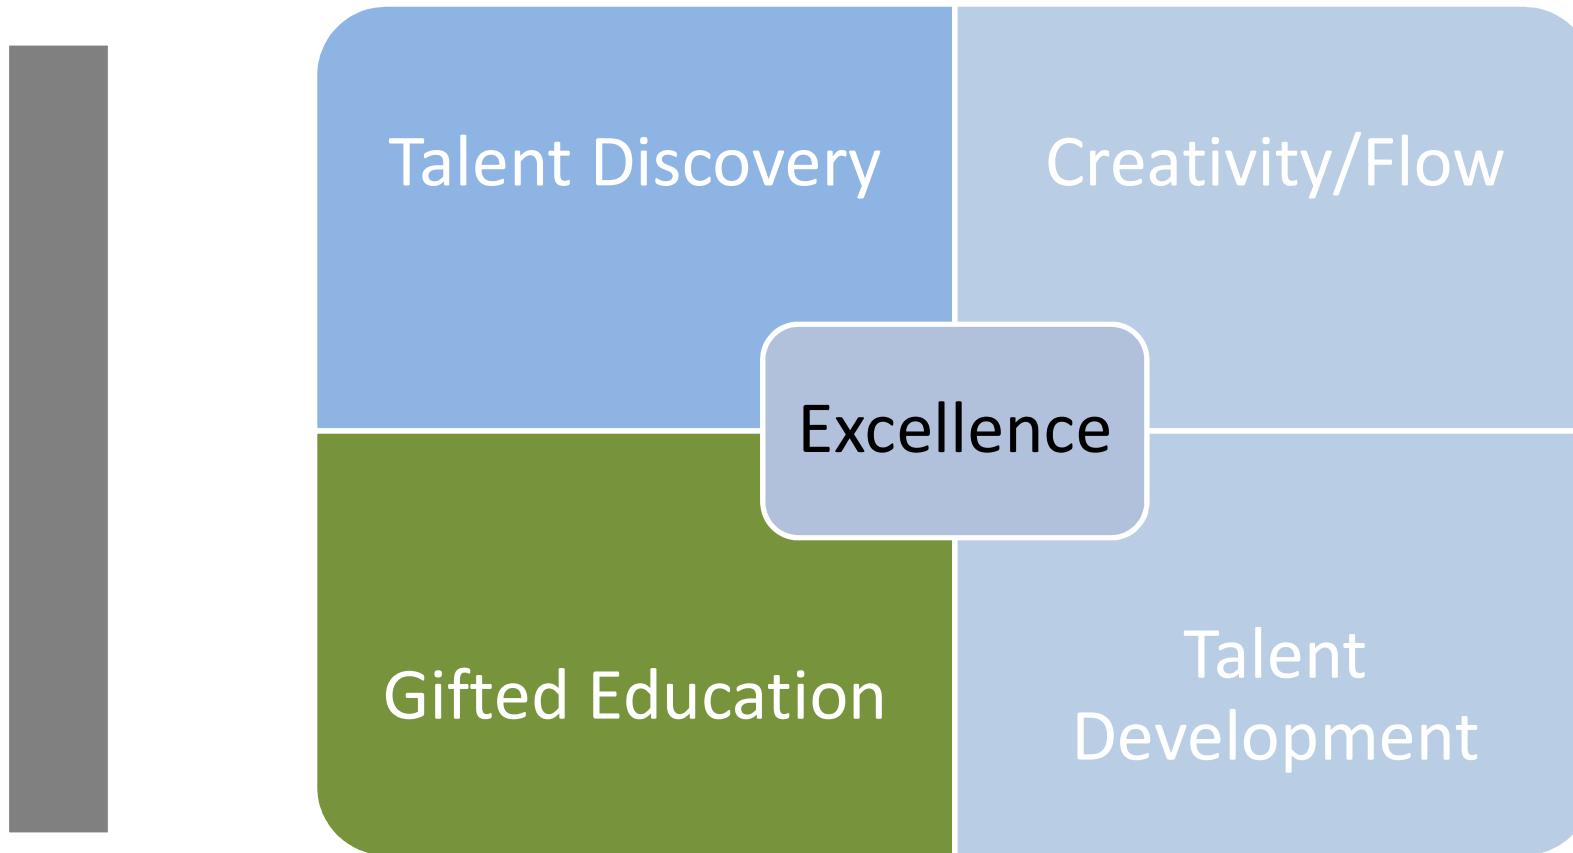 Talent Discovery
Creativity/Flow
Excellence
Gifted Education
Talent
Development